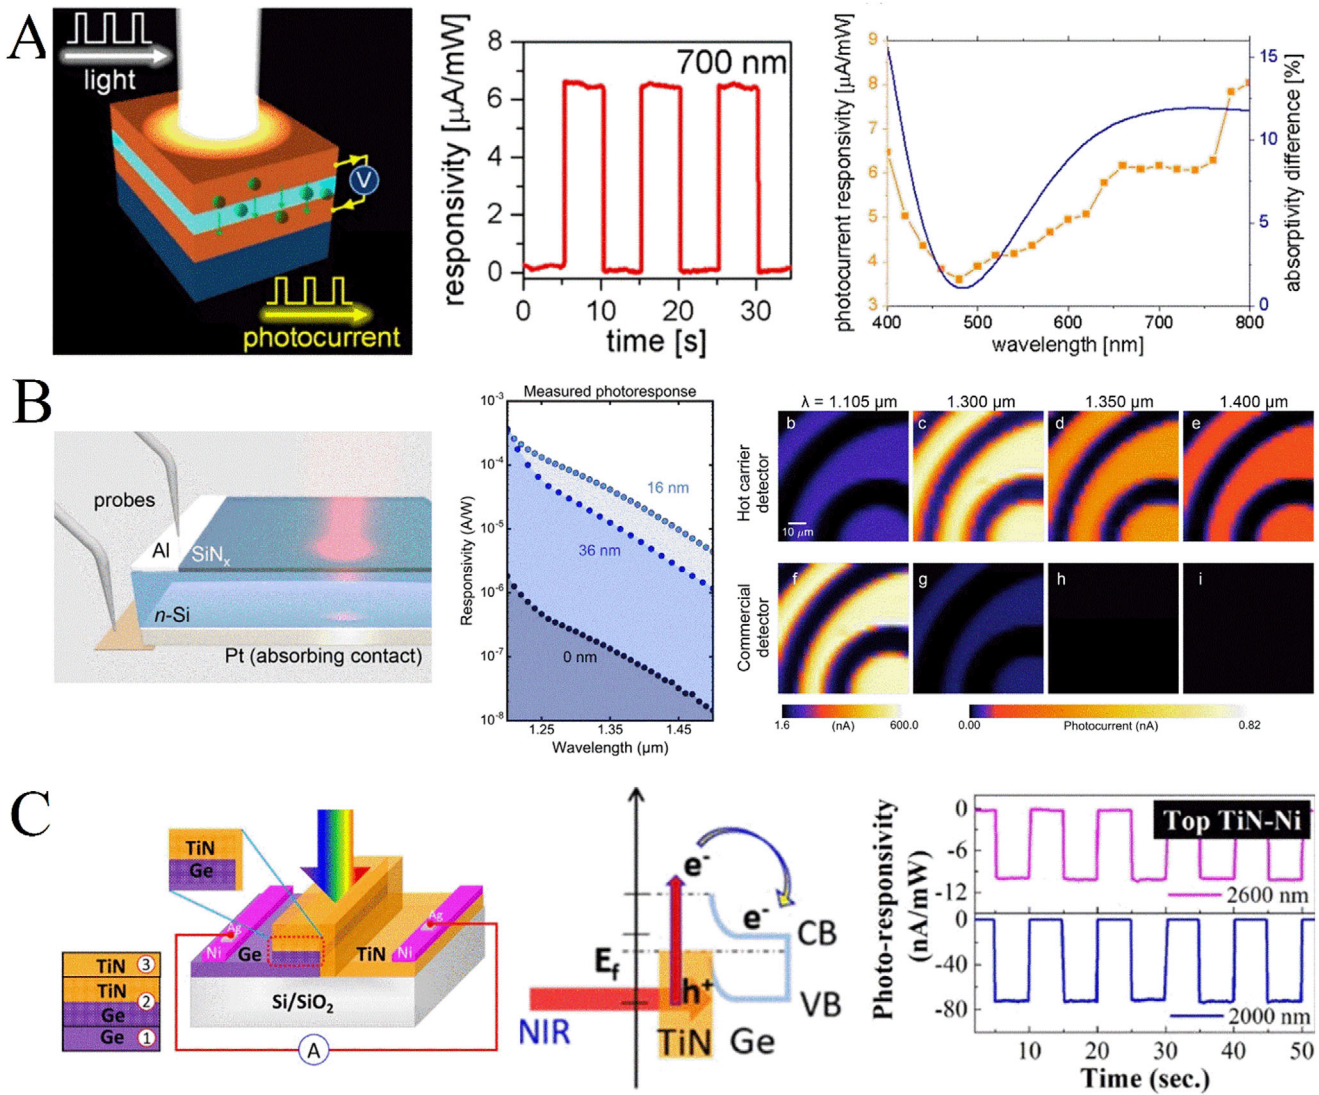 A
light
V
photocurrent
responsivity [µA/mW]
8
6
4
2
0
700 nm
0 10 20 30
time [s]
photocurrent responsivity [µA/mW]
9
8
7
6
5
4
3
15
10
5
0
absorptivity difference [%]
400 500 600 700 800
wavelength [nm]
B
probes
Al
SiNx
n-Si
Pt (absorbing contact)
Measured photoresponse
Responsivity (A/W)
10-3
10-4
10-5
10-6
10-7
10-8
16 nm
36 nm
0 nm
1.25 1.35 1.45
Wavelength (µm)
λ = 1.105 µm 1.300 µm 1.350 µm 1.400 µm
Hot carrier
detector
b c d e
10 µm
Commercial
detector
f g h i
1.6 (nA) 600.0
0.00 Photocurrent (nA) 0.82
C
TiN
Ge
TiN 3
TiN
2
Ge
Ge 1
Ag
Ni
Ge
TiN
Ag
Ni
Si/SiO2
A
e-
e-
CB
Ef
h+
VB
NIR
TiN
Ge
Photo-responsivity
(nA/mW)
0
-6
-12
Top TiN-Ni
2600 nm
0
-40
-80
2000 nm
10 20 30 40 50
Time (sec.)